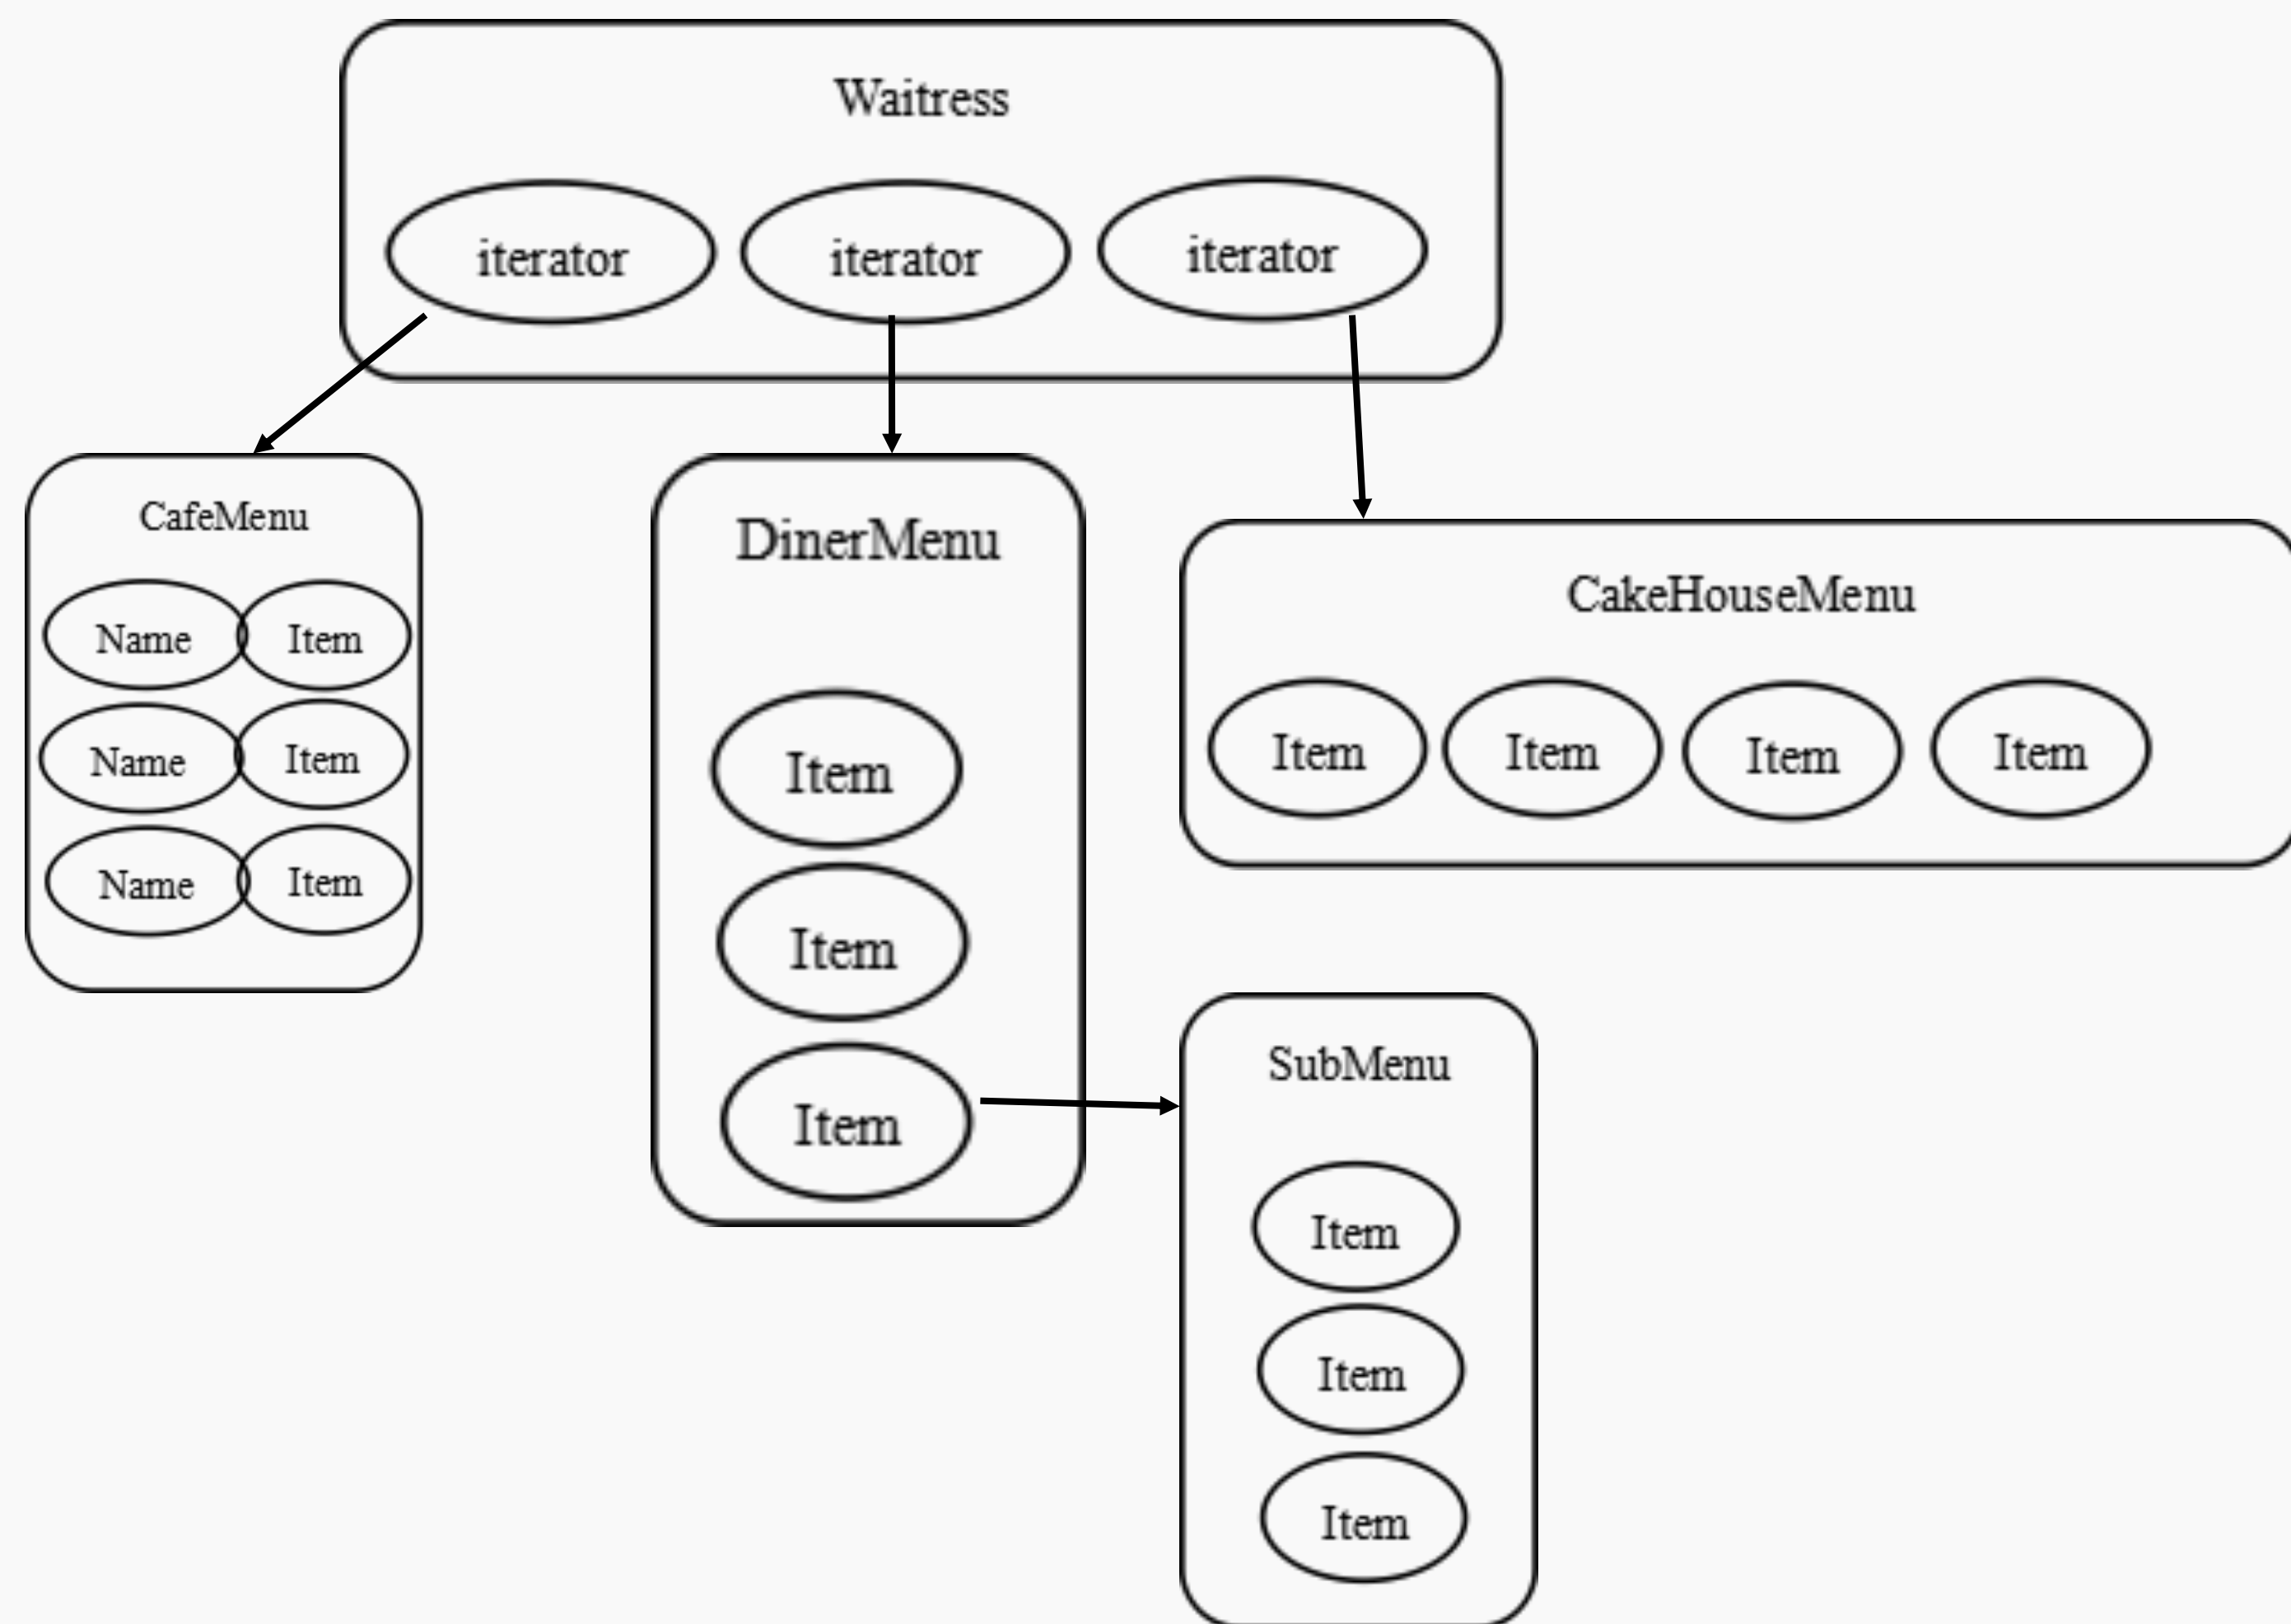 Waitress
iterator iterator iterator
CafeMenu
Name Item
Name Item
Name Item
DinerMenu
Item
Item
Item
CakeHouseMenu
Item Item Item Item
SubMenu
Item
Item
Item